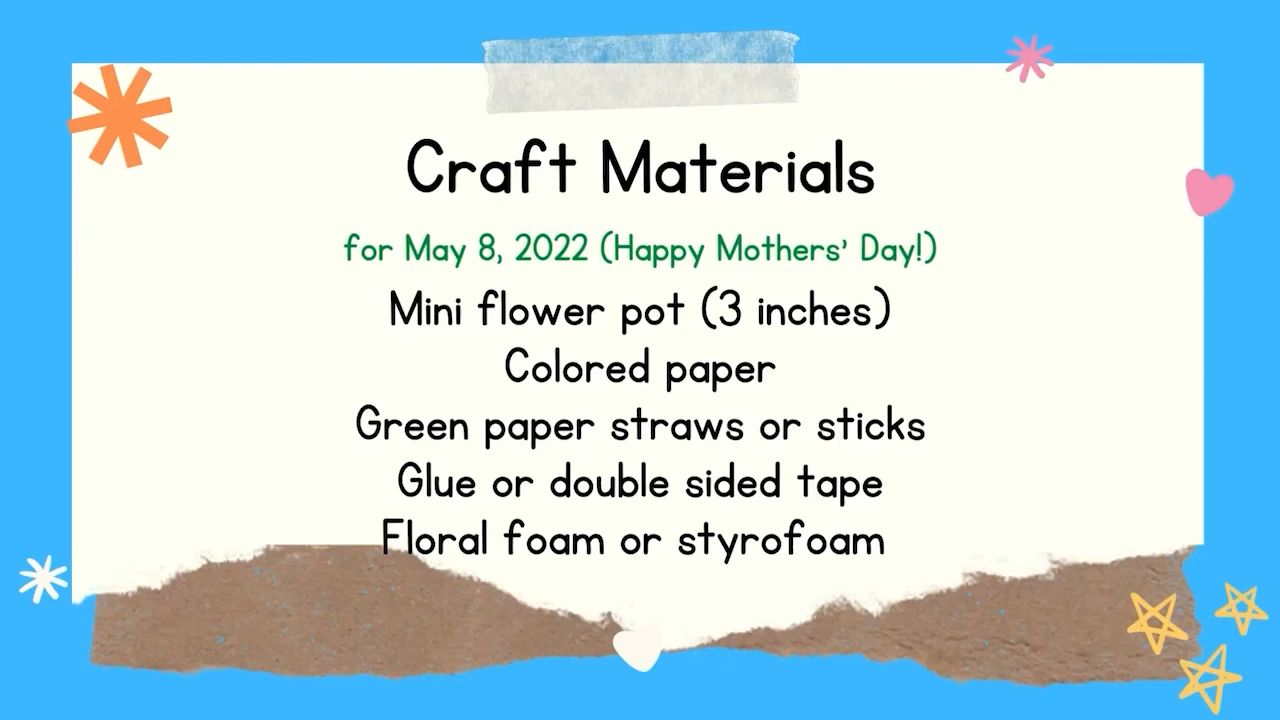 Craft Materials
for May 8, 2022 (Happy Mothers' Day!)
Mini flower pot (3 inches)
Colored paper
Green paper straws or sticks
Glue or double sided tape
Floral foam or styrofoam